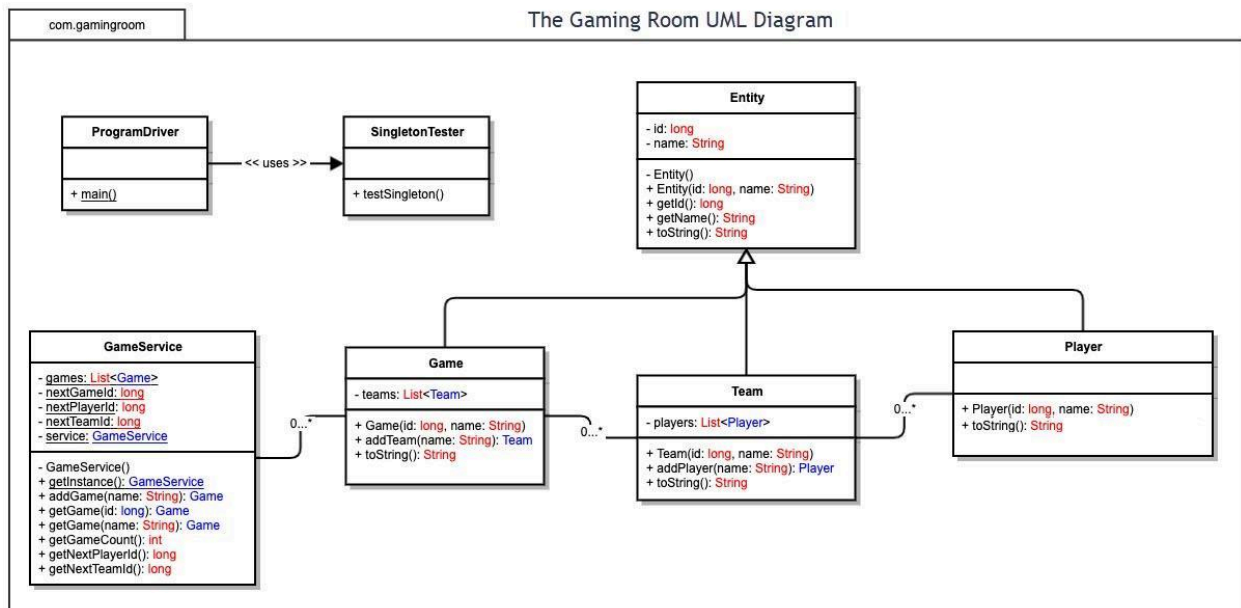 com.gamingroom
The Gaming Room UML Diagram
ProgramDriver
+ main()
<< uses >>
SingletonTester
+ testSingleton()
Entity
- id: long
- name: String
- Entity()
+ Entity(id: long, name: String)
+ getId(): long
+ getName(): String
+ toString(): String
GameService
- games: List<Game>
- nextGameId: long
- nextPlayerId: long
- nextTeamId: long
- service: GameService
- GameService()
+ getInstance(): GameService
+ addGame(name: String): Game
+ getGame(id: long): Game
+ getGame(name: String): Game
+ getGameCount(): int
+ getNextPlayerId(): long
+ getNextTeamId(): long
0...*
Game
- teams: List<Team>
+ Game(id: long, name: String)
+ addTeam(name: String): Team
+ toString(): String
0...*
Team
- players: List<Player>
+ Team(id: long, name: String)
+ addPlayer(name: String): Player
+ toString(): String
0...*
Player
+ Player(id: long, name: String)
+ toString(): String